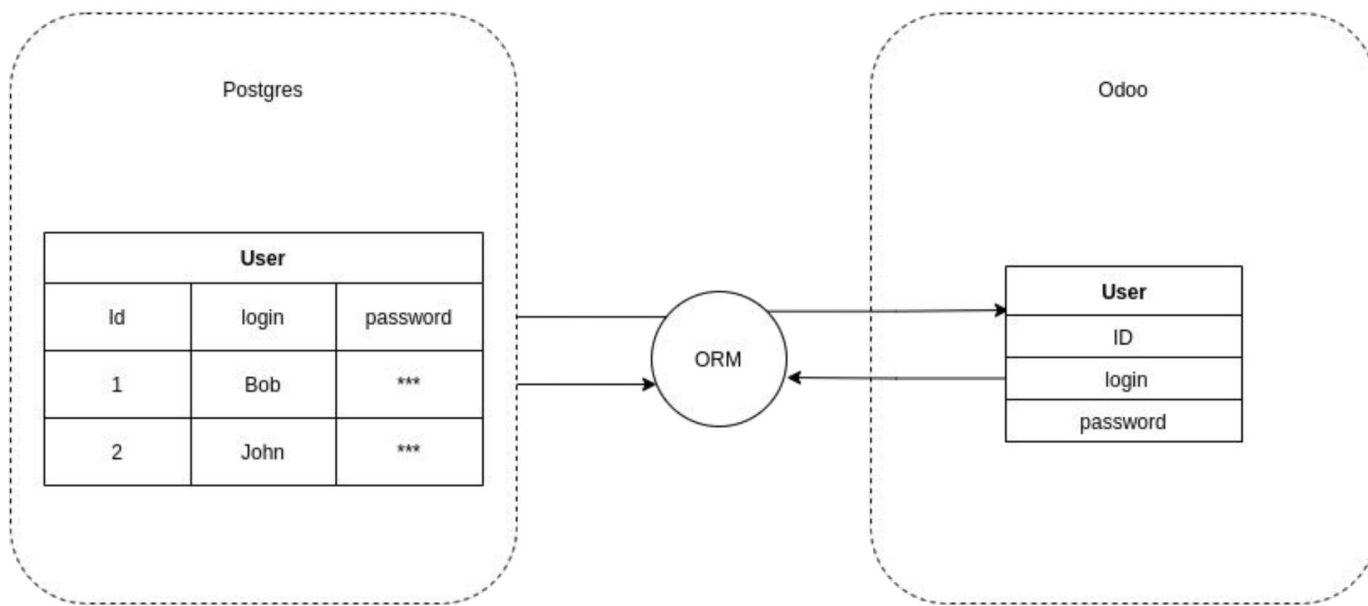 Postgres
Odoo
User
Id login password
1 Bob ***
2 John ***
ORM
User
ID
login
password